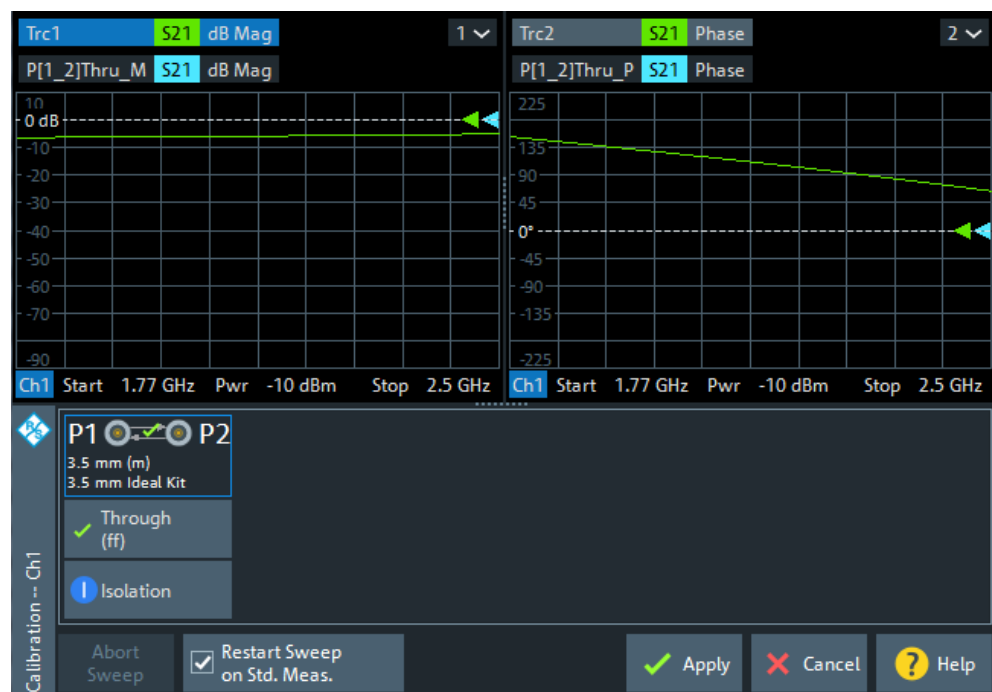 Trc1 S21 dB Mag 1
P[1_2]Thru_M S21 dB Mag
10
0 dB
-10
-20
-30
-40
-50
-60
-70
-90
Ch1 Start 1.77 GHz Pwr -10 dBm Stop 2.5 GHz
Trc2 S21 Phase 2
P[1_2]Thru_P S21 Phase
225
135
90
45
0°
-45
-90
-135
-225
Ch1 Start 1.77 GHz Pwr -10 dBm Stop 2.5 GHz
R/S
Calibration -- Ch1
P1 P2
3.5 mm (m)
3.5 mm Ideal Kit
Through
(ff)
Isolation
Abort
Sweep
Restart Sweep
on Std. Meas.
Apply
Cancel
? Help